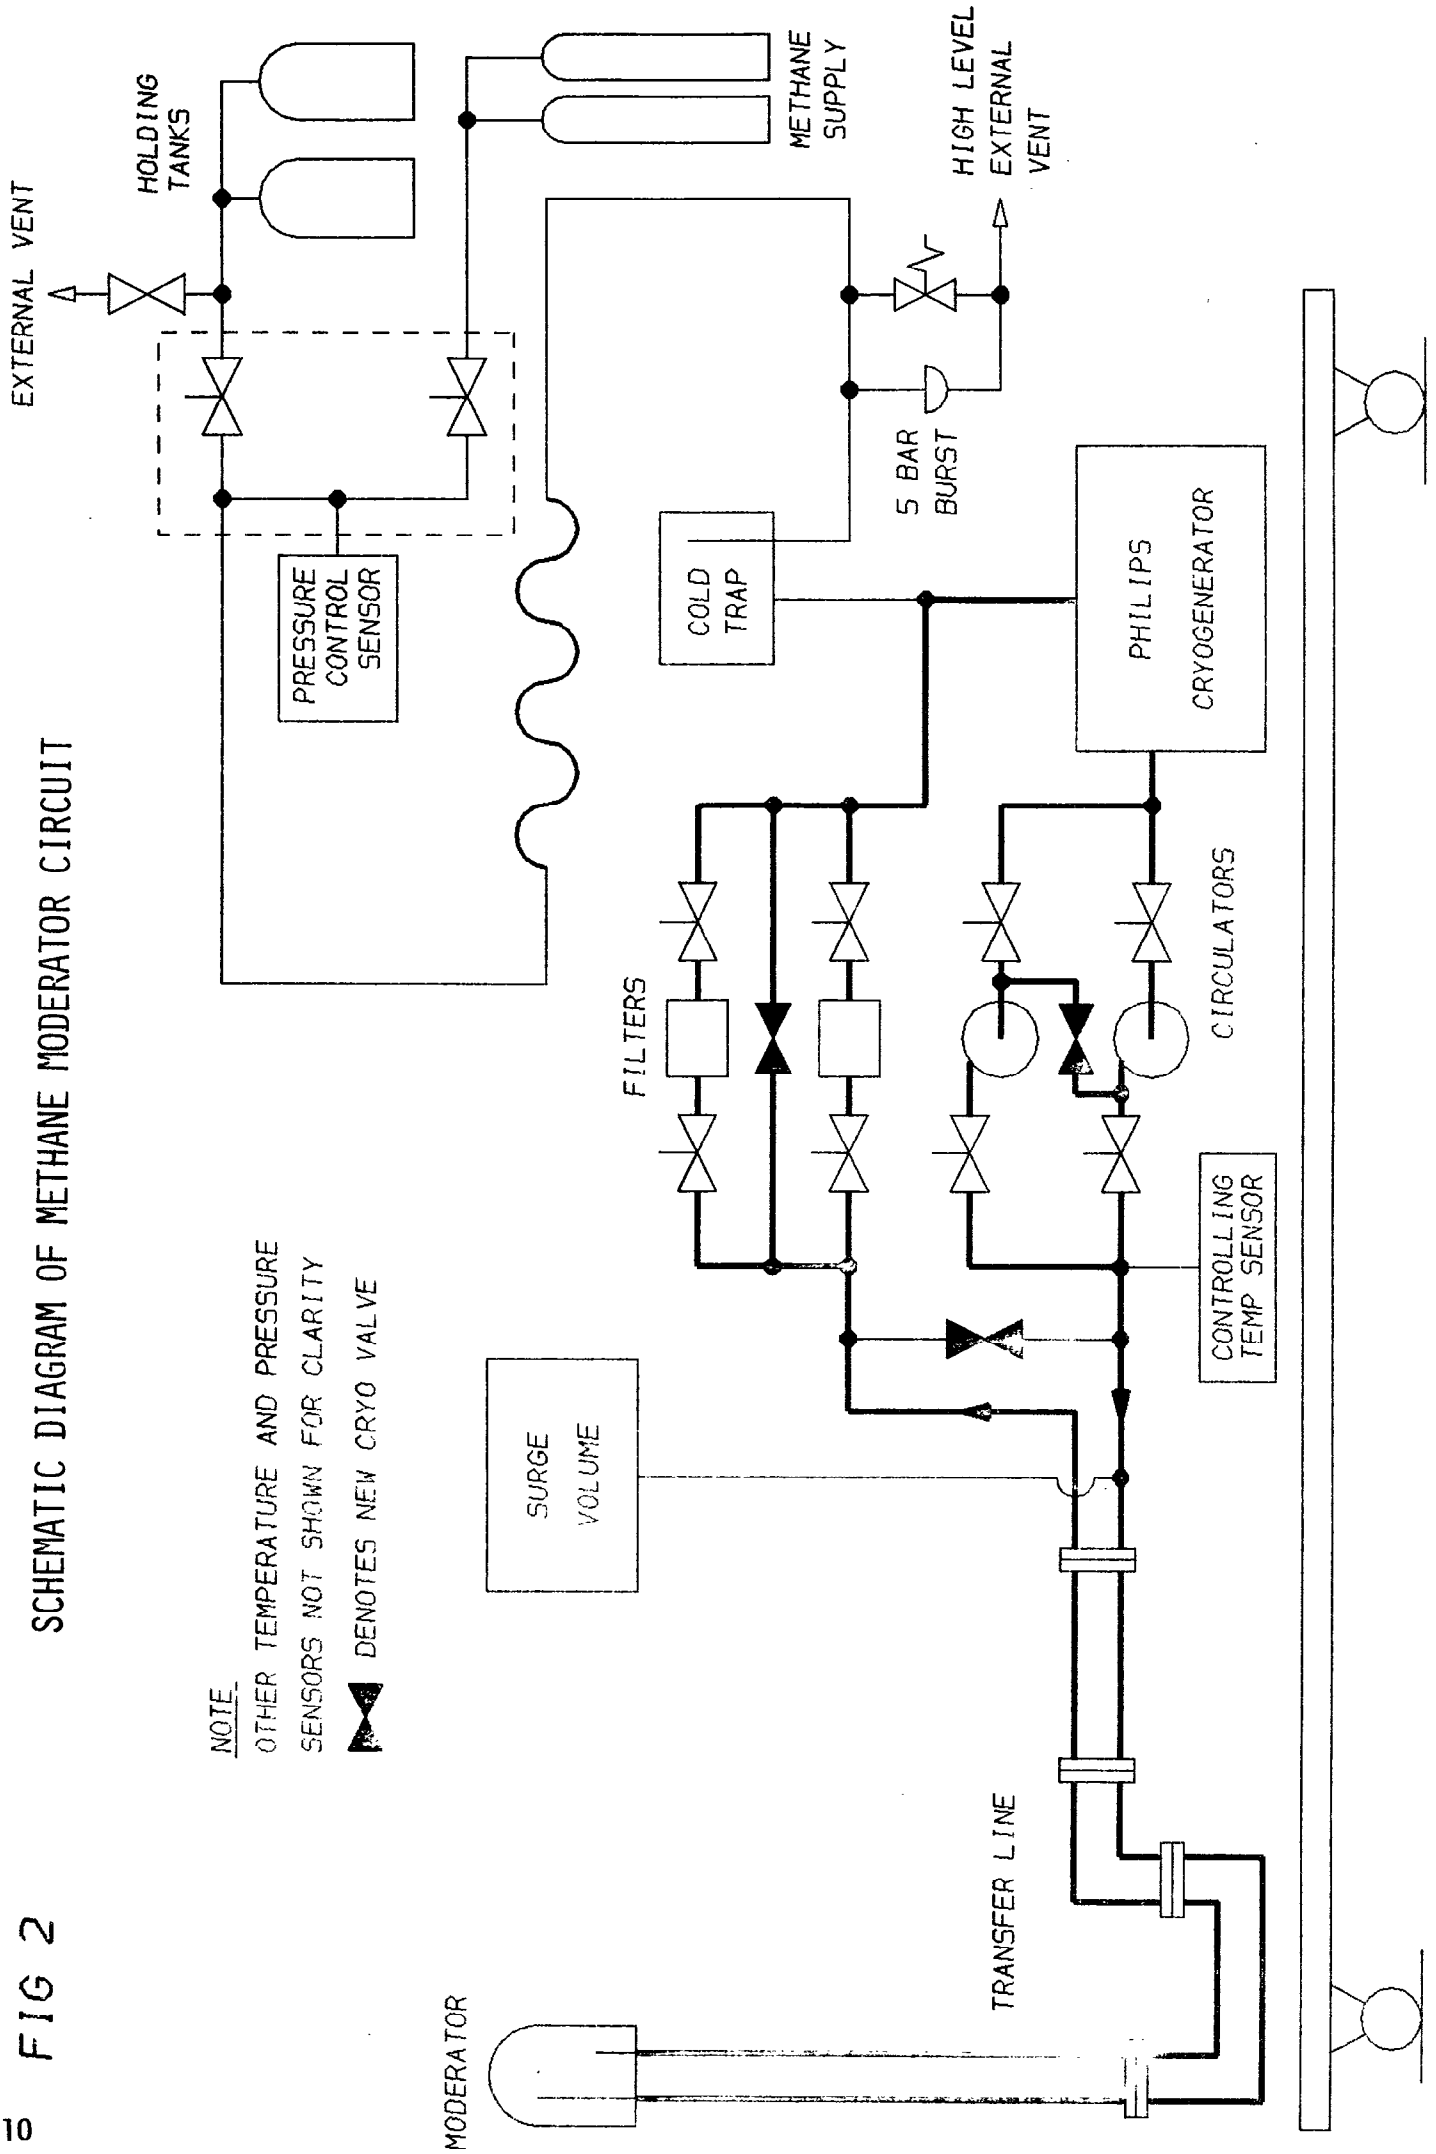 10
FIG 2
SCHEMATIC DIAGRAM OF METHANE MODERATOR CIRCUIT
NOTE
OTHER TEMPERATURE AND PRESSURE
SENSORS NOT SHOWN FOR CLARITY
DENOTES NEW CRYO VALVE
EXTERNAL VENT
HOLDING
TANKS
PRESSURE
CONTROL
SENSOR
METHANE
SUPPLY
HIGH LEVEL
EXTERNAL
VENT
5 BAR
BURST
COLD
TRAP
PHILIPS
CRYOGENERATOR
FILTERS
CIRCULATORS
CONTROLLING
TEMP SENSOR
SURGE
VOLUME
TRANSFER LINE
MODERATOR